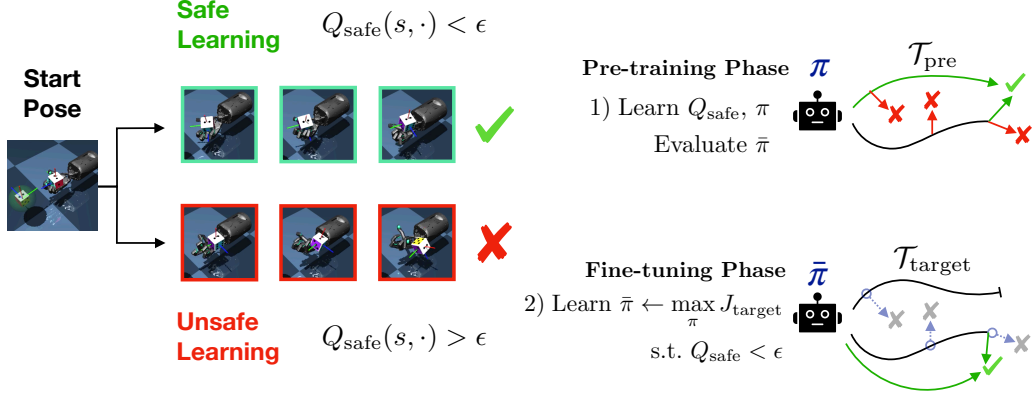 Safe
Learning
Q_safe(s, ·) < ϵ
Start
Pose
Unsafe
Learning
Q_safe(s, ·) > ϵ
Pre-training Phase
π
T_pre
1) Learn Q_safe, π
Evaluate π̄
Fine-tuning Phase
π̄
T_target
2) Learn π̄ ← max_π J_target
s.t. Q_safe < ϵ